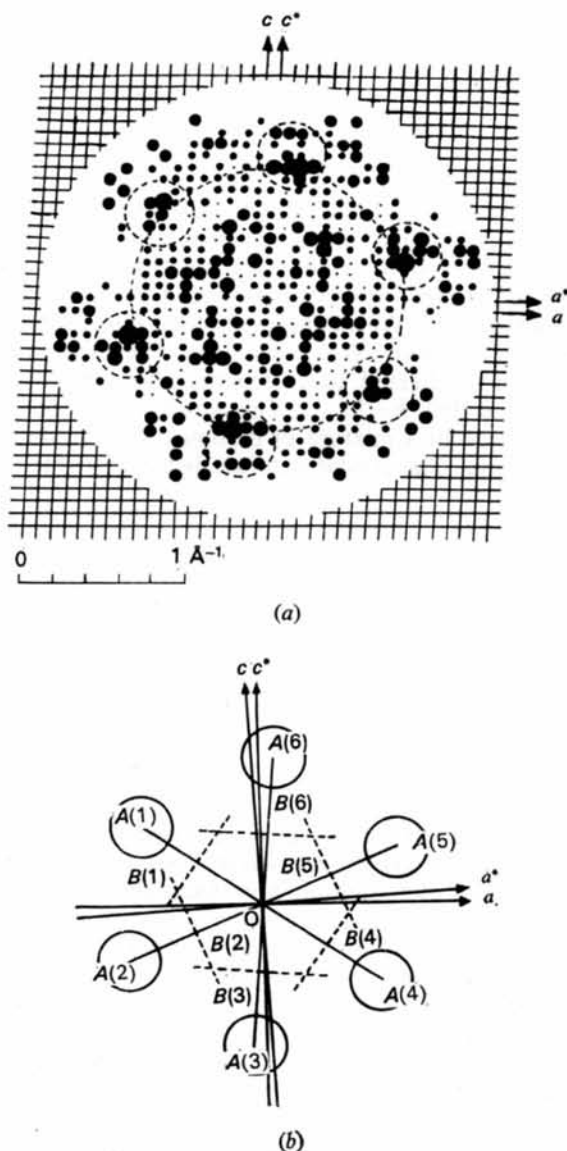 c c*
a*
a
0 1 Å⁻¹
(a)
c c*
A(6)
A(1) B(6) A(5)
B(1) B(5) a*
O a
B(2) B(4)
A(2) B(3) A(4)
A(3)
(b)